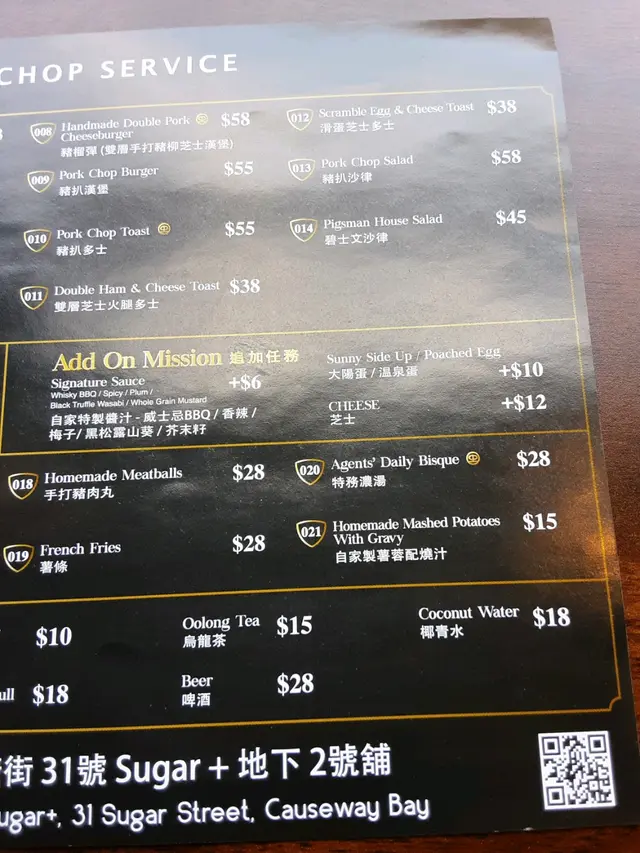 CHOP SERVICE
008 Handmade Double Pork $58
Cheeseburger
豬榴彈 (雙層手打豬柳芝士漢堡)
009 Pork Chop Burger $55
豬扒漢堡
010 Pork Chop Toast $55
豬扒多士
011 Double Ham & Cheese Toast $38
雙層芝士火腿多士
012 Scramble Egg & Cheese Toast $38
滑蛋芝士多士
013 Pork Chop Salad $58
豬扒沙律
014 Pigsman House Salad $45
碧士文沙律
Add On Mission 追加任務
Signature Sauce +$6
Whisky BBQ / Spicy / Plum /
Black Truffle Wasabi / Whole Grain Mustard
自家特製醬汁 - 威士忌BBQ / 香辣 /
梅子 / 黑松露山葵 / 芥末籽
Sunny Side Up / Poached Egg
大陽蛋 / 温泉蛋 +$10
CHEESE +$12
芝士
018 Homemade Meatballs $28
手打豬肉丸
019 French Fries $28
薯條
020 Agents' Daily Bisque $28
特務濃湯
021 Homemade Mashed Potatoes $15
With Gravy
自家製薯蓉配燒汁
$10
Oolong Tea $15
烏龍茶
Coconut Water $18
椰青水
ull $18
Beer $28
啤酒
街 31號 Sugar + 地下 2號舖
ugar+, 31 Sugar Street, Causeway Bay